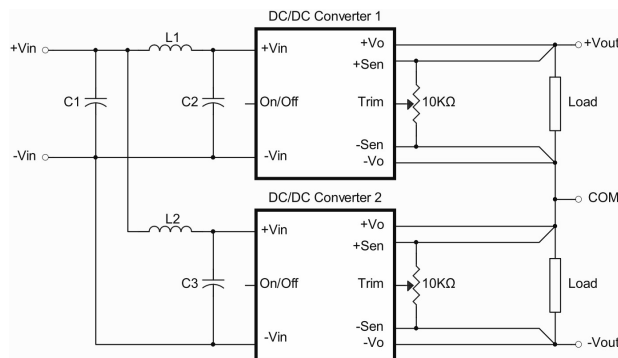 DC/DC Converter 1
+Vin
L1
+Vin
+Vo
+Vout
+Sen
C1
C2
On/Off
Trim
10KΩ
Load
-Sen
-Vin
-Vin
-Vo
COM
DC/DC Converter 2
L2
+Vin
+Vo
+Sen
C3
On/Off
Trim
10KΩ
Load
-Sen
-Vin
-Vo
-Vout